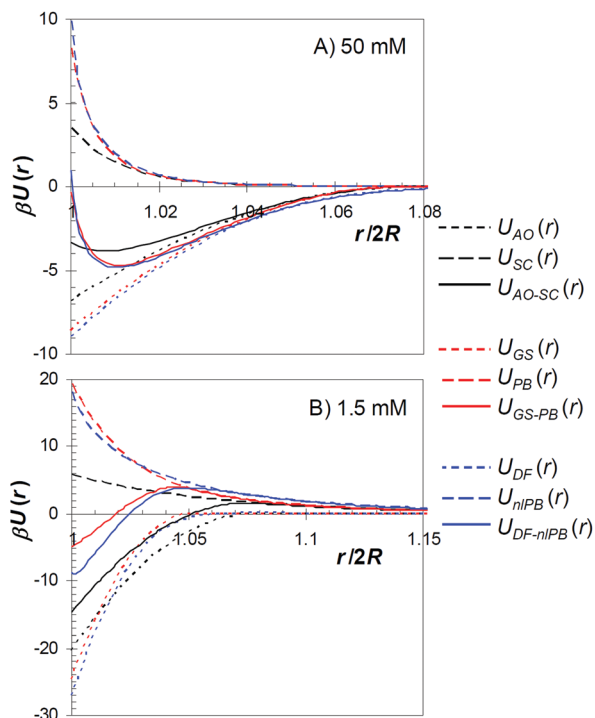 10
A) 50 mM
5
βU(r)
0
1 1.02 1.04 1.06 1.08
r/2R
-5
-10
U_AO(r)
U_SC(r)
U_AO-SC(r)
U_GS(r)
U_PB(r)
U_GS-PB(r)
U_DF(r)
U_nlPB(r)
U_DF-nlPB(r)
20
B) 1.5 mM
10
βU(r)
0
1 1.05 1.1 1.15
r/2R
-10
-20
-30